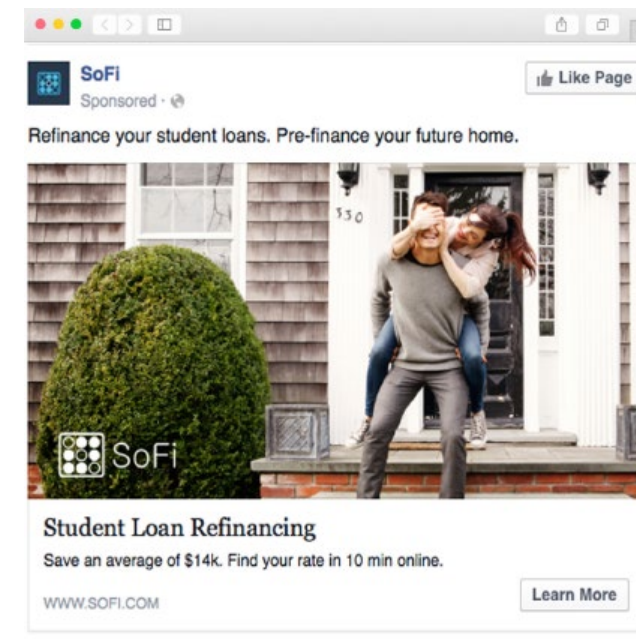 SoFi
Sponsored ·
Like Page
Refinance your student loans. Pre-finance your future home.
330
SoFi
Student Loan Refinancing
Save an average of $14k. Find your rate in 10 min online.
WWW.SOFI.COM
Learn More